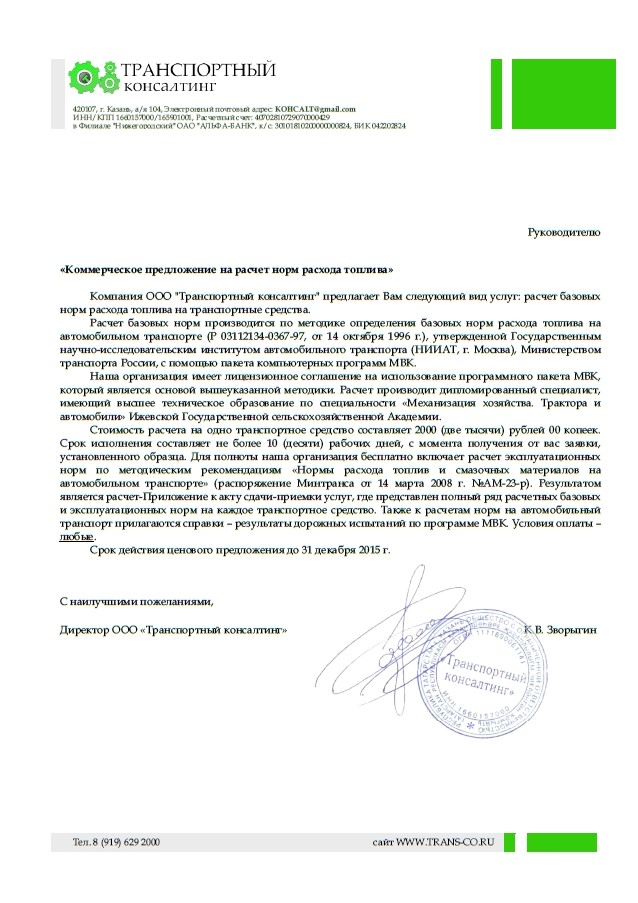 ТРАНСПОРТНЫЙ
КОНСАЛТИНГ
420107, г. Казань, а/я 104, Электронный почтовый адрес: КОНСАLT@gmail.com
ИНН/КПП 1660157000/165901001, Расчетный счет: 40702810729070000429
в Филиале "Нижегородский" ОАО "АЛЬФА-БАНК", к/с: 30101810200000000824, БИК 042202824
Руководителю
«Коммерческое предложение на расчет норм расхода топлива»
Компания ООО "Транспортный консалтинг" предлагает Вам следующий вид услуг: расчет базовых
норм расхода топлива на транспортные средства.
Расчет базовых норм производится по методике определения базовых норм расхода топлива на
автомобильном транспорте (Р 03112134-0367-97, от 14 октября 1996 г.), утвержденной Государственным
научно-исследовательским институтом автомобильного транспорта (НИИАТ, г. Москва), Министерством
транспорта России, с помощью пакета компьютерных программ МВК.
Наша организация имеет лицензионное соглашение на использование программного пакета МВК,
который является основой вышеуказанной методики. Расчет производит дипломированный специалист,
имеющий высшее техническое образование по специальности «Механизация хозяйства. Трактора и
автомобили» Ижевской Государственной сельскохозяйственной Академии.
Стоимость расчета на одно транспортное средство составляет 2000 (две тысячи) рублей 00 копеек.
Срок исполнения составляет не более 10 (десяти) рабочих дней, с момента получения от вас заявки,
установленного образца. Для полноты наша организация бесплатно включает расчет эксплуатационных
норм по методическим рекомендациям «Нормы расхода топлив и смазочных материалов на
автомобильном транспорте» (распоряжение Минтранса от 14 марта 2008 г. №АМ-23-р). Результатом
является расчет-Приложение к акту сдачи-приемки услуг, где представлен полный ряд расчетных базовых
и эксплуатационных норм на каждое транспортное средство. Также к расчетам норм на автомобильный
транспорт прилагаются справки – результаты дорожных испытаний по программе МВК. Условия оплаты –
любые.
Срок действия ценового предложения до 31 декабря 2015 г.
С наилучшими пожеланиями,
Директор ООО «Транспортный консалтинг» К.В. Зворыгин
«Транспортный
консалтинг»
ИНН 1660157000
Тел. 8 (919) 629 2000 сайт WWW.TRANS-CO.RU